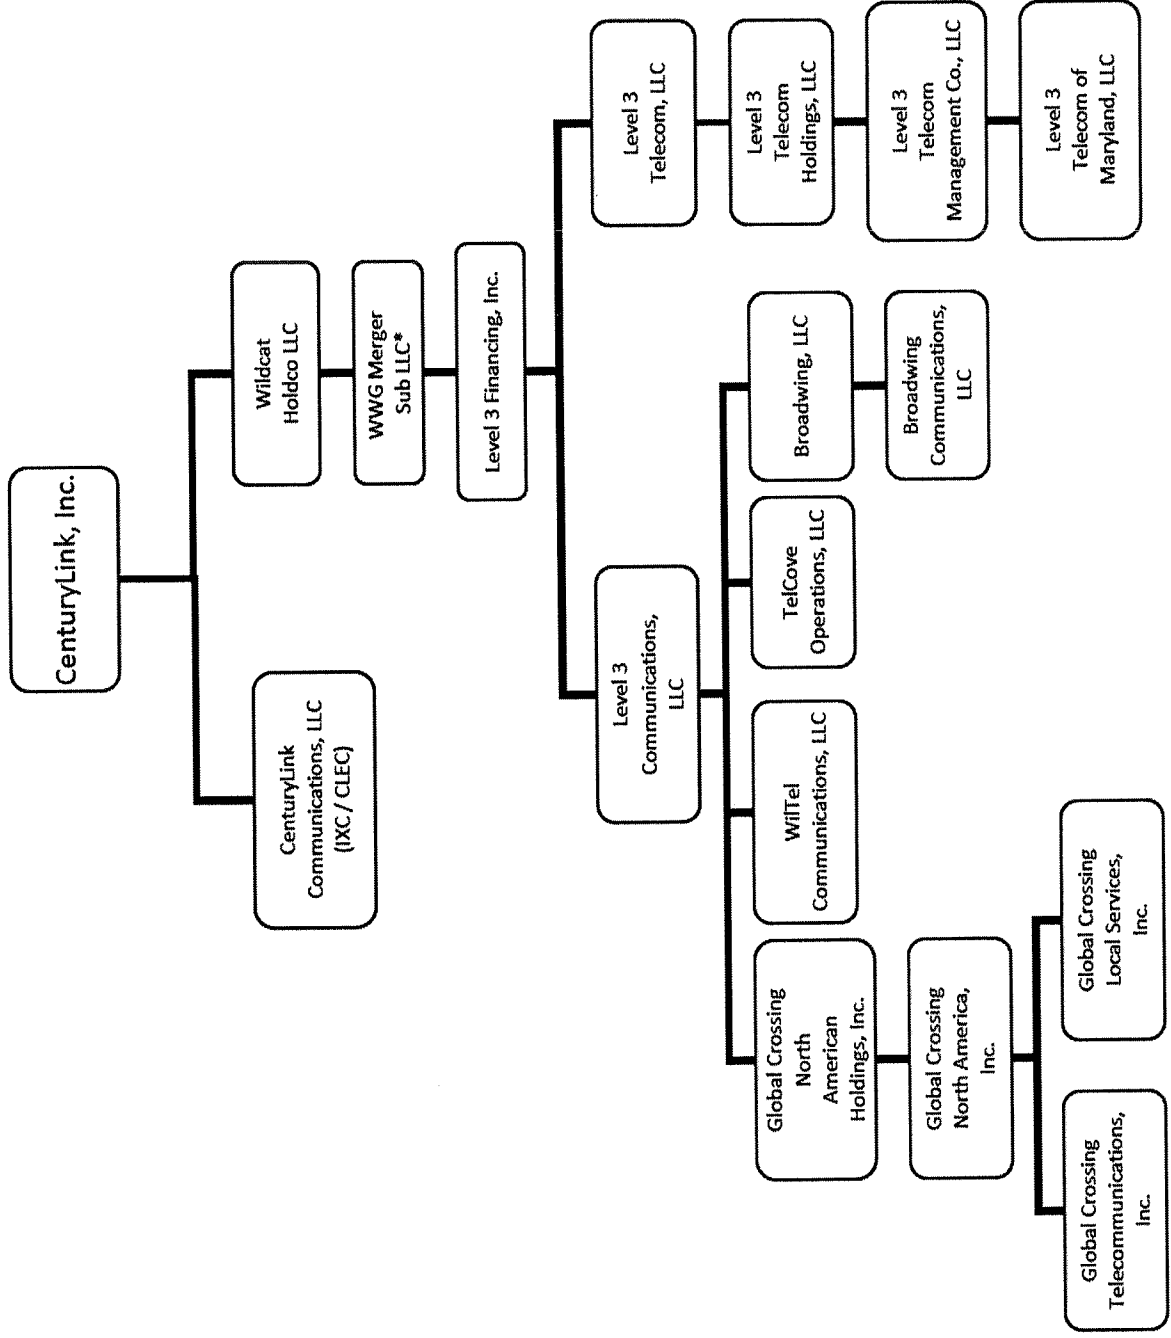 CenturyLink, Inc.
CenturyLink
Communications, LLC
(IXC / CLEC)
Wildcat
Holdco LLC
WWG Merger
Sub LLC*
Level 3 Financing, Inc.
Level 3
Communications,
LLC
Level 3
Telecom, LLC
Global Crossing
North
American
Holdings, Inc.
WilTel
Communications, LLC
TelCove
Operations, LLC
Broadwing, LLC
Level 3
Telecom
Holdings, LLC
Global Crossing
North America,
Inc.
Broadwing
Communications,
LLC
Level 3
Telecom
Management Co., LLC
Global Crossing
Telecommunications,
Inc.
Global Crossing
Local Services,
Inc.
Level 3
Telecom of
Maryland, LLC